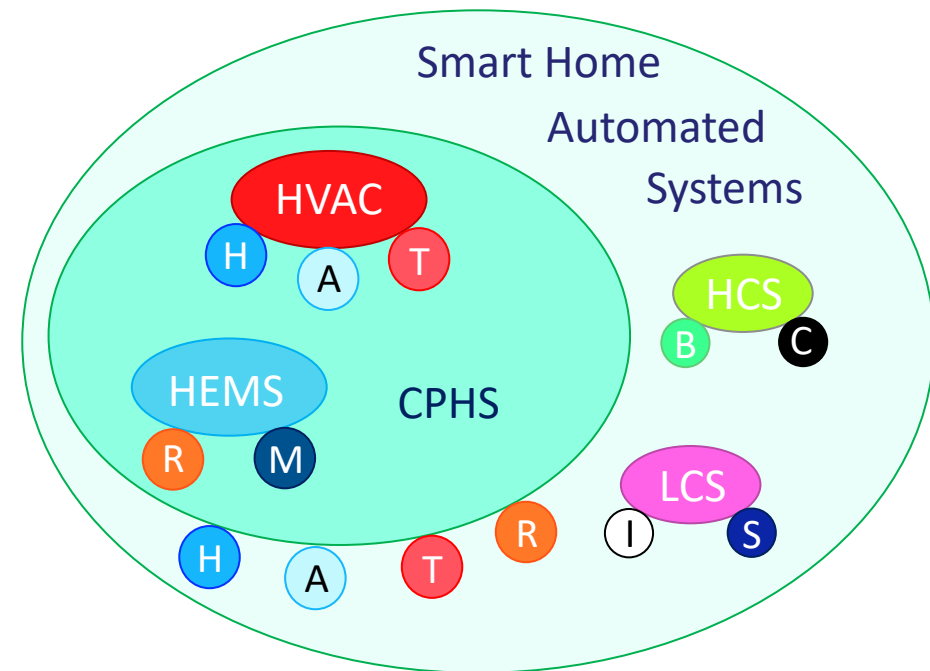 Smart Home
Automated
Systems
HVAC
H A T
HCS
B C
HEMS
CPHS
R M
LCS
I S
H A T R